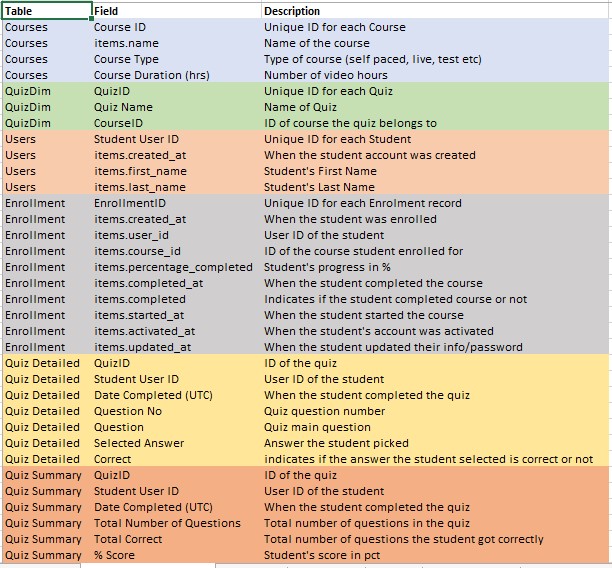 Table Field Description
Courses Course ID Unique ID for each Course
Courses items.name Name of the course
Courses Course Type Type of course (self paced, live, test etc)
Courses Course Duration (hrs) Number of video hours
QuizDim QuizID Unique ID for each Quiz
QuizDim Quiz Name Name of Quiz
QuizDim CourseID ID of course the quiz belongs to
Users Student User ID Unique ID for each Student
Users items.created_at When the student account was created
Users items.first_name Student's First Name
Users items.last_name Student's Last Name
Enrollment EnrollmentID Unique ID for each Enrolment record
Enrollment items.created_at When the student was enrolled
Enrollment items.user_id User ID of the student
Enrollment items.course_id ID of the course student enrolled for
Enrollment items.percentage_completed Student's progress in %
Enrollment items.completed_at When the student completed the course
Enrollment items.completed Indicates if the student completed course or not
Enrollment items.started_at When the student started the course
Enrollment items.activated_at When the student's account was activated
Enrollment items.updated_at When the student updated their info/password
Quiz Detailed QuizID ID of the quiz
Quiz Detailed Student User ID User ID of the student
Quiz Detailed Date Completed (UTC) When the student completed the quiz
Quiz Detailed Question No Quiz question number
Quiz Detailed Question Quiz main question
Quiz Detailed Selected Answer Answer the student picked
Quiz Detailed Correct indicates if the answer the student selected is correct or not
Quiz Summary QuizID ID of the quiz
Quiz Summary Student User ID User ID of the student
Quiz Summary Date Completed (UTC) When the student completed the quiz
Quiz Summary Total Number of Questions Total number of questions in the quiz
Quiz Summary Total Correct Total number of questions the student got correctly
Quiz Summary % Score Student's score in pct